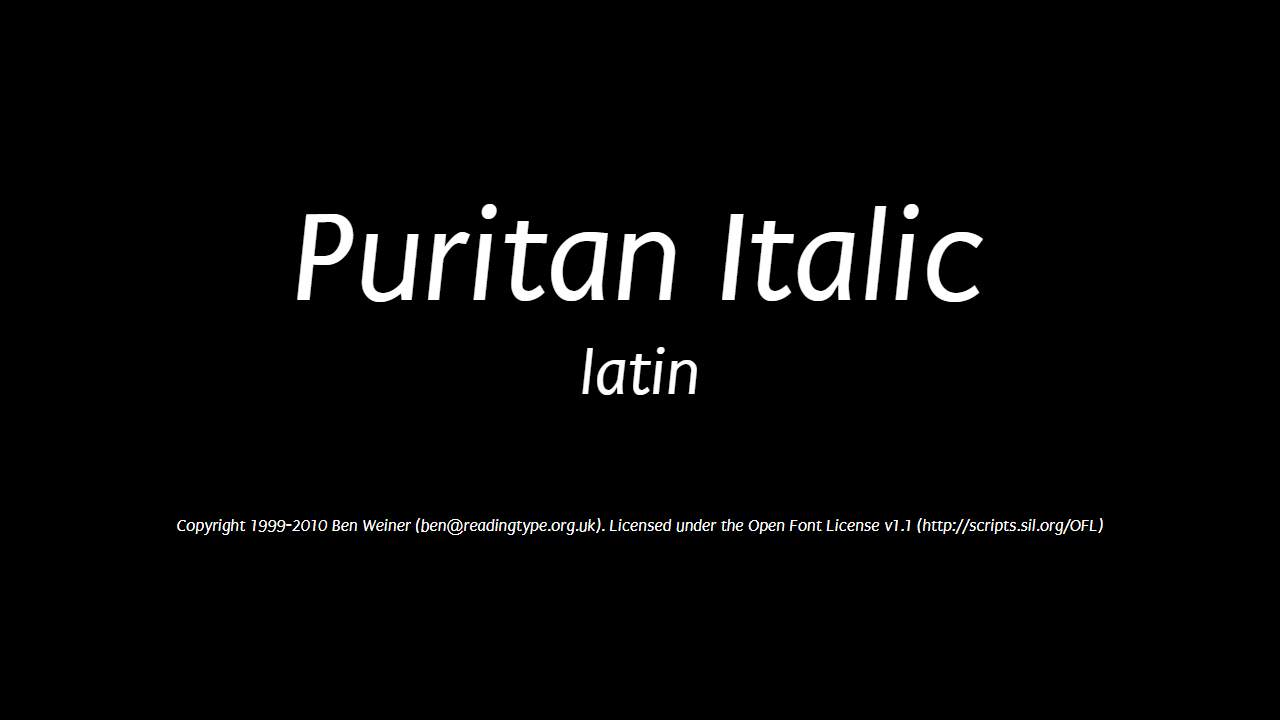 Puritan Italic
latin
Copyright 1999-2010 Ben Weiner (ben@readingtype.org.uk). Licensed under the Open Font License v1.1 (http://scripts.sil.org/OFL)